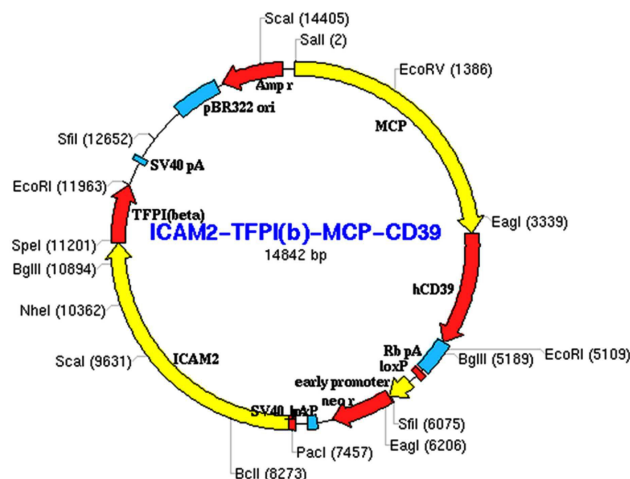 ScaI (14405)
SalI (2)
EcoRV (1386)
Amp r
pBR322 ori
MCP
SfiI (12652)
SV40 pA
EcoRI (11963)
TFPI(beta)
EagI (3339)
ICAM2-TFPI(b)-MCP-CD39
14842 bp
SpeI (11201)
BglII (10894)
hCD39
NheI (10362)
Rb pA
EcoRI (5109)
ScaI (9631)
ICAM2
loxP
BglII (5189)
early promoter
neo r
SV40
SfiI (6075)
EagI (6206)
PacI (7457)
BclI (8273)